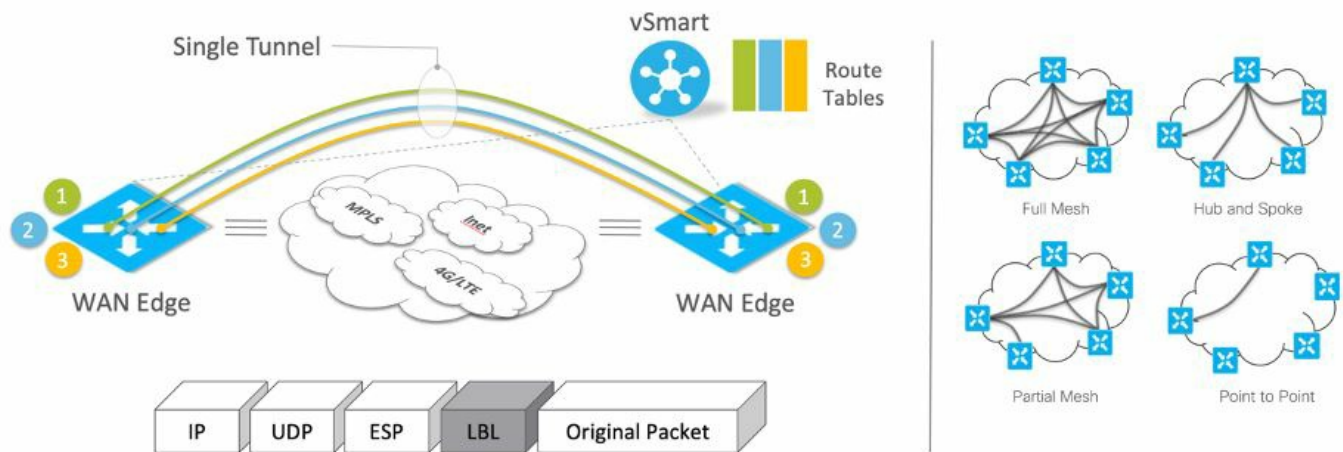 vSmart
Single Tunnel
Route
Tables
1
2
3
WAN Edge
MPLS
Inet
4G/LTE
1
2
3
WAN Edge
IP
UDP
ESP
LBL
Original Packet
Full Mesh
Hub and Spoke
Partial Mesh
Point to Point